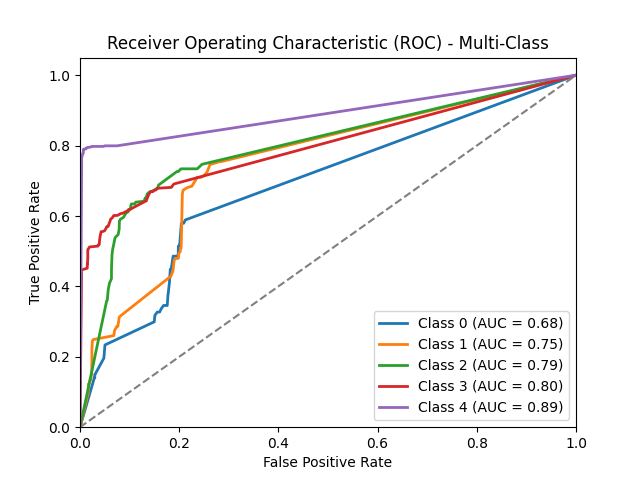 Receiver Operating Characteristic (ROC) - Multi-Class
True Positive Rate
1.0
0.8
0.6
0.4
0.2
0.0
Class 0 (AUC = 0.68)
Class 1 (AUC = 0.75)
Class 2 (AUC = 0.79)
Class 3 (AUC = 0.80)
Class 4 (AUC = 0.89)
0.0 0.2 0.4 0.6 0.8 1.0
False Positive Rate